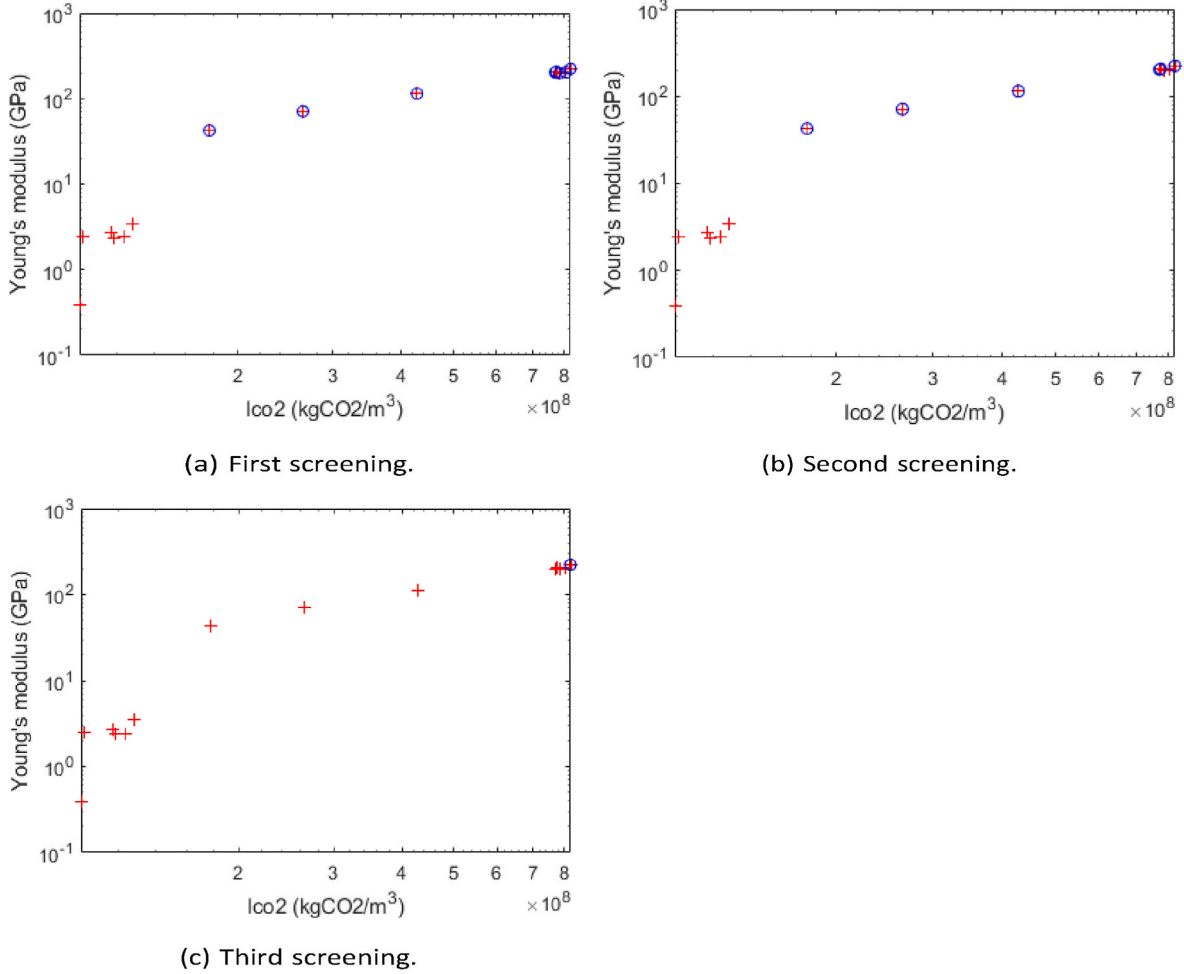 10³
10²
10¹
10⁰
10⁻¹
Young's modulus (GPa)
2 3 4 5 6 7 8
×10⁸
Ico2 (kgCO2/m³)
(a) First screening.
10³
10²
10¹
10⁰
10⁻¹
Young's modulus (GPa)
2 3 4 5 6 7 8
×10⁸
Ico2 (kgCO2/m³)
(b) Second screening.
10³
10²
10¹
10⁰
10⁻¹
Young's modulus (GPa)
2 3 4 5 6 7 8
×10⁸
Ico2 (kgCO2/m³)
(c) Third screening.